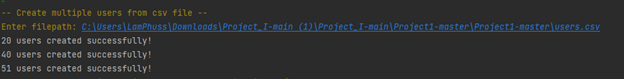 -- Create multiple users from csv file --
Enter filepath: C:\Users\LamPhuss\Downloads\Project_I-main (1)\Project_I-main\Project1-master\Project1-master\users.csv
20 users created successfully!
40 users created successfully!
51 users created successfully!